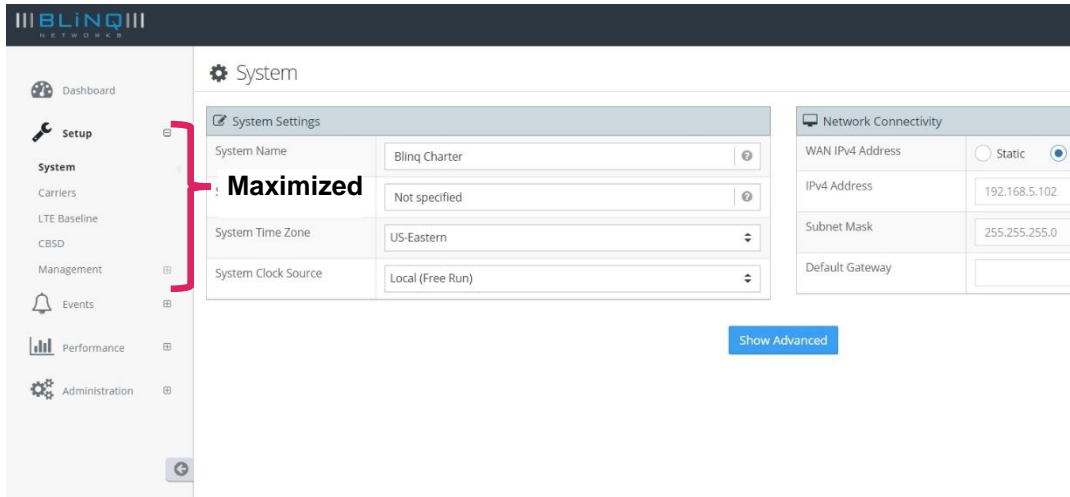 |||BLiNQ|||
NETWORKS
Dashboard
Setup
System
Carriers
LTE Baseline
CBSD
Management
Events
Performance
Administration
System
System Settings
System Name
Blinq Charter
Maximized
Not specified
System Time Zone
US-Eastern
System Clock Source
Local (Free Run)
Network Connectivity
WAN IPv4 Address
Static
IPv4 Address
192.168.5.102
Subnet Mask
255.255.255.0
Default Gateway
Show Advanced